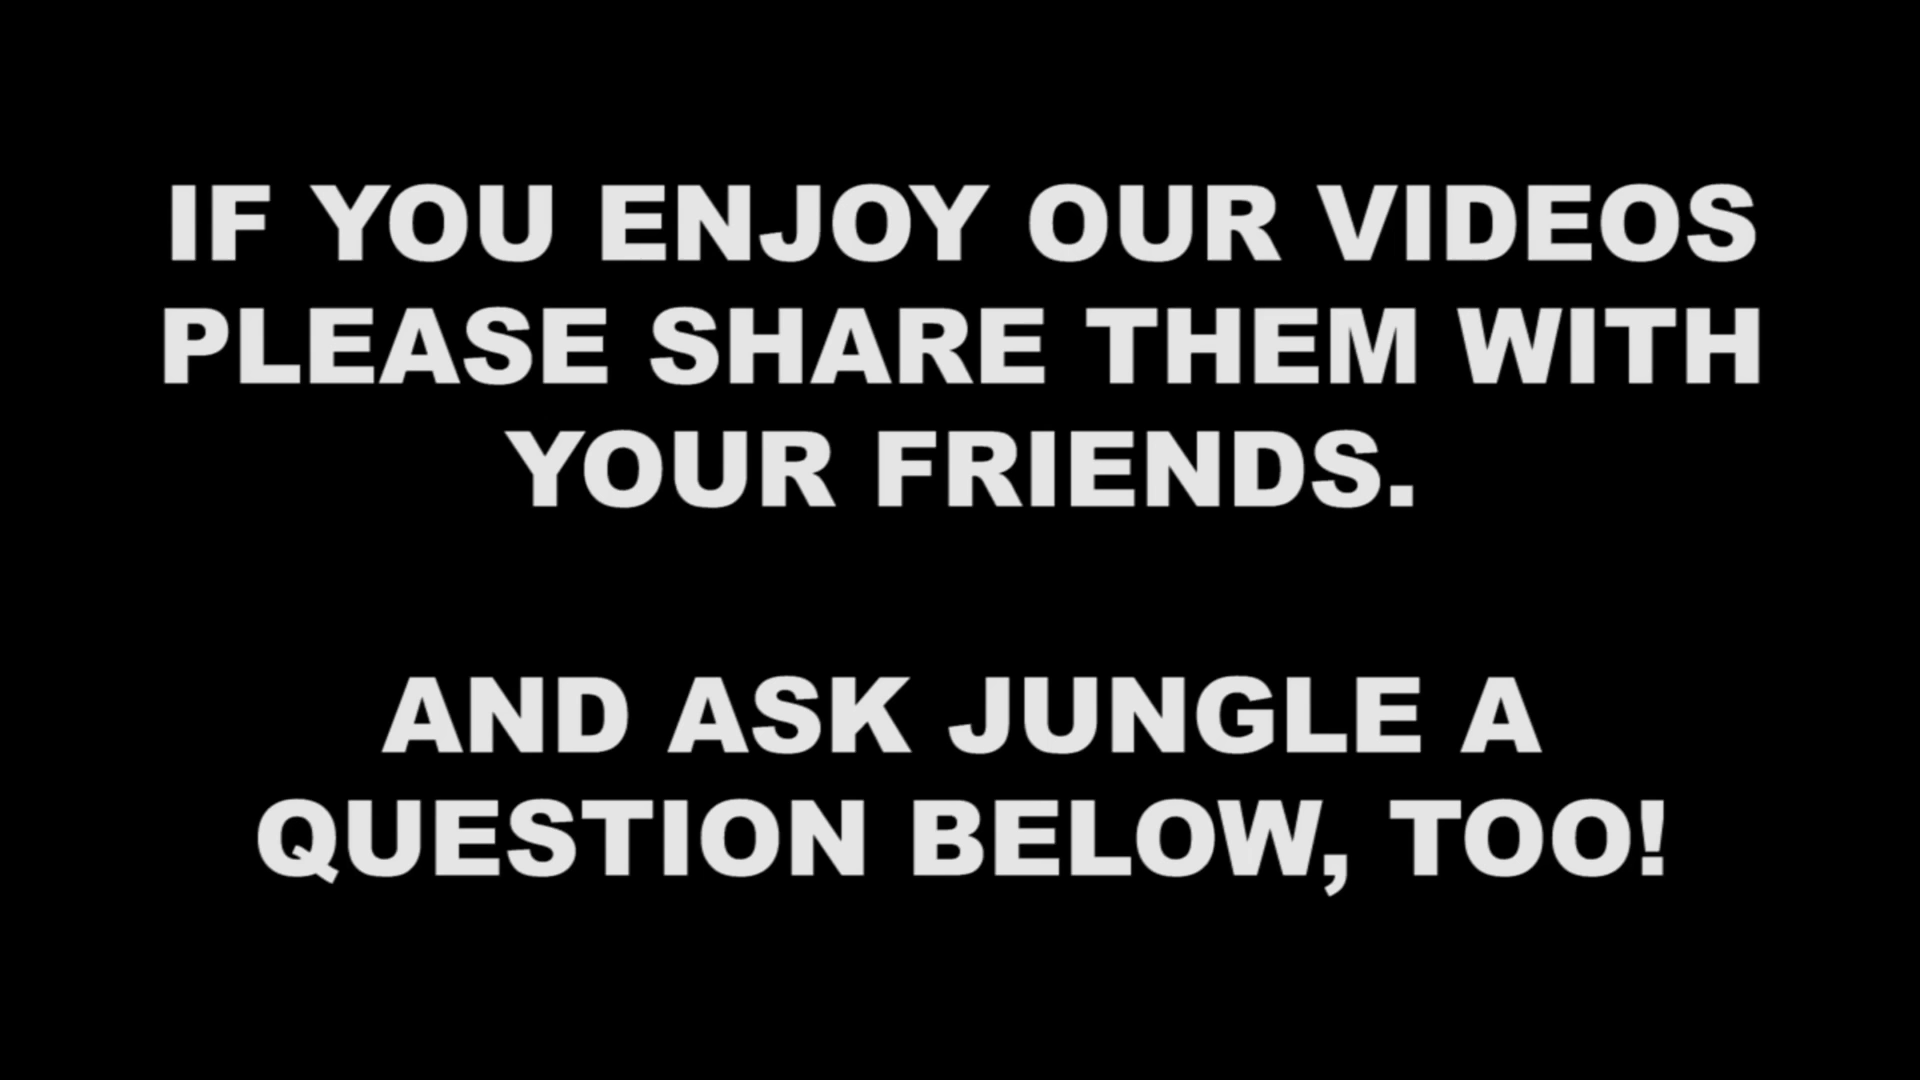 IF YOU ENJOY OUR VIDEOS
PLEASE SHARE THEM WITH
YOUR FRIENDS.
AND ASK JUNGLE A
QUESTION BELOW, TOO!